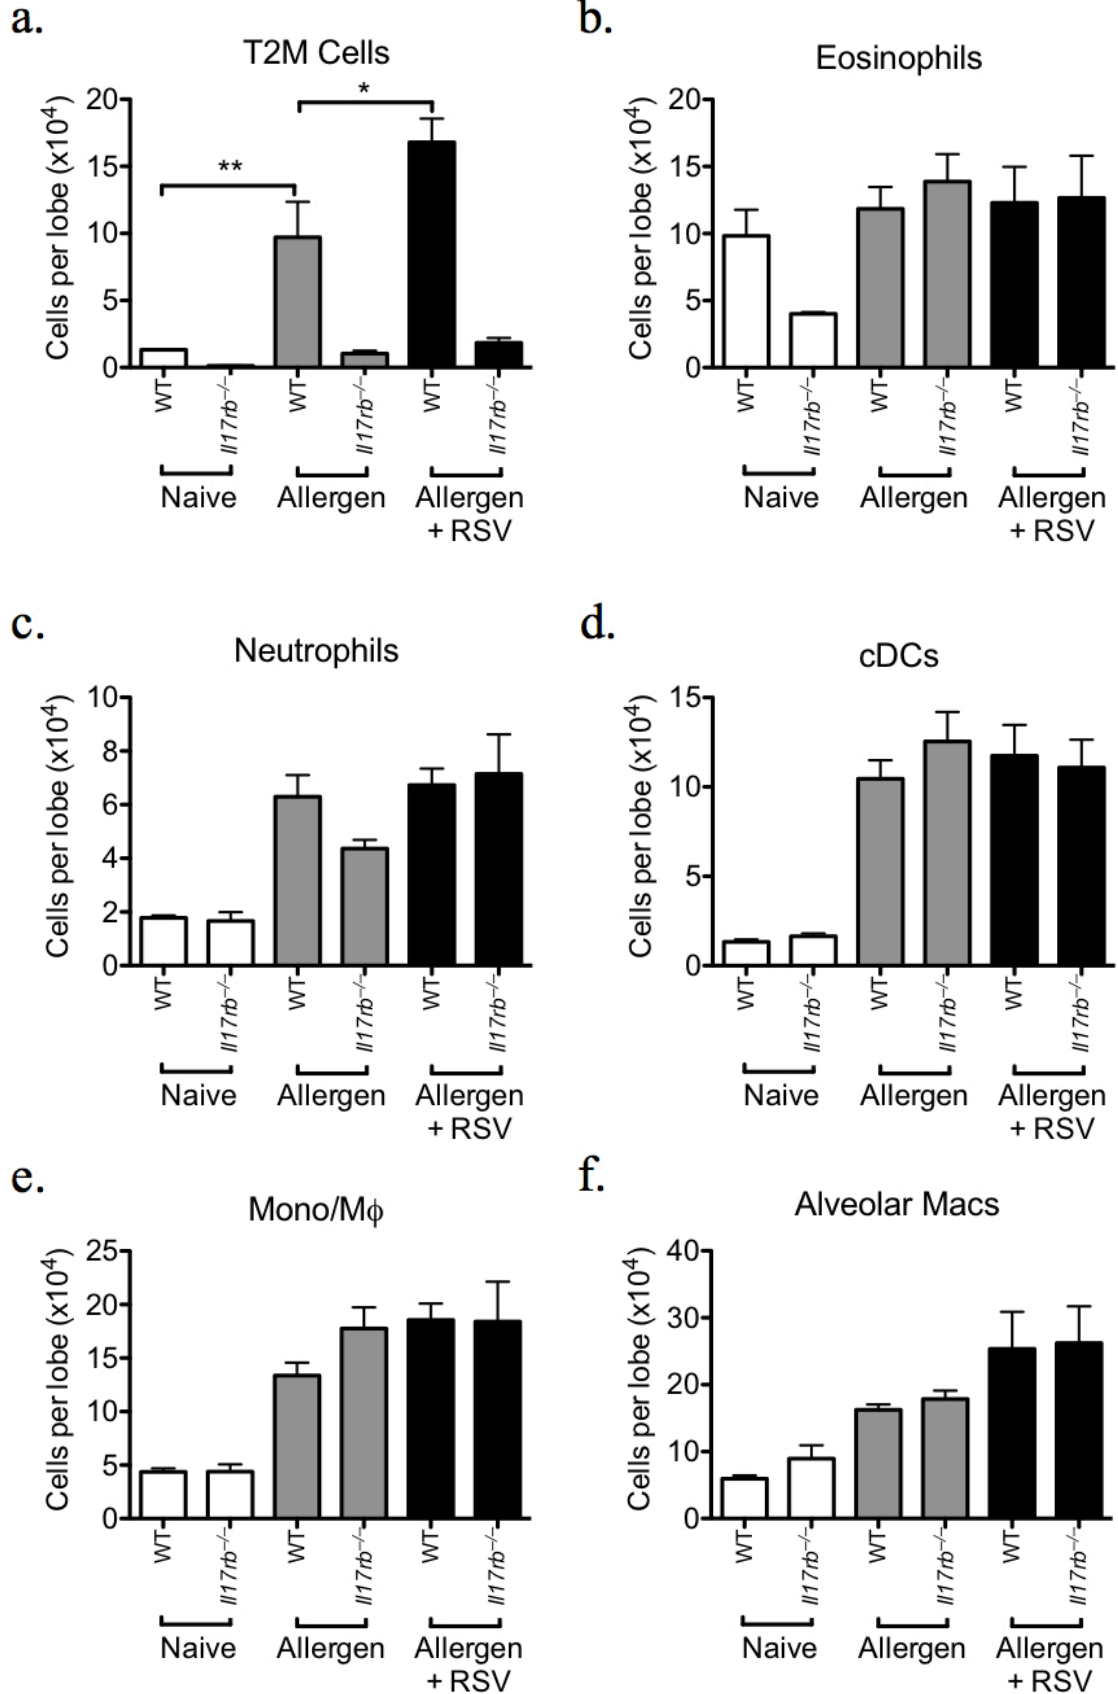 a.
T2M Cells
Cells per lobe (x10⁴)
20
15
10
5
0
**
*
WT
Il17rb⁻/⁻
WT
Il17rb⁻/⁻
WT
Il17rb⁻/⁻
Naive
Allergen
Allergen
+ RSV
b.
Eosinophils
Cells per lobe (x10⁴)
20
15
10
5
0
WT
Il17rb⁻/⁻
WT
Il17rb⁻/⁻
WT
Il17rb⁻/⁻
Naive
Allergen
Allergen
+ RSV
c.
Neutrophils
Cells per lobe (x10⁴)
10
8
6
4
2
0
WT
Il17rb⁻/⁻
WT
Il17rb⁻/⁻
WT
Il17rb⁻/⁻
Naive
Allergen
Allergen
+ RSV
d.
cDCs
Cells per lobe (x10⁴)
15
10
5
0
WT
Il17rb⁻/⁻
WT
Il17rb⁻/⁻
WT
Il17rb⁻/⁻
Naive
Allergen
Allergen
+ RSV
e.
Mono/Mϕ
Cells per lobe (x10⁴)
25
20
15
10
5
0
WT
Il17rb⁻/⁻
WT
Il17rb⁻/⁻
WT
Il17rb⁻/⁻
Naive
Allergen
Allergen
+ RSV
f.
Alveolar Macs
Cells per lobe (x10⁴)
40
30
20
10
0
WT
Il17rb⁻/⁻
WT
Il17rb⁻/⁻
WT
Il17rb⁻/⁻
Naive
Allergen
Allergen
+ RSV